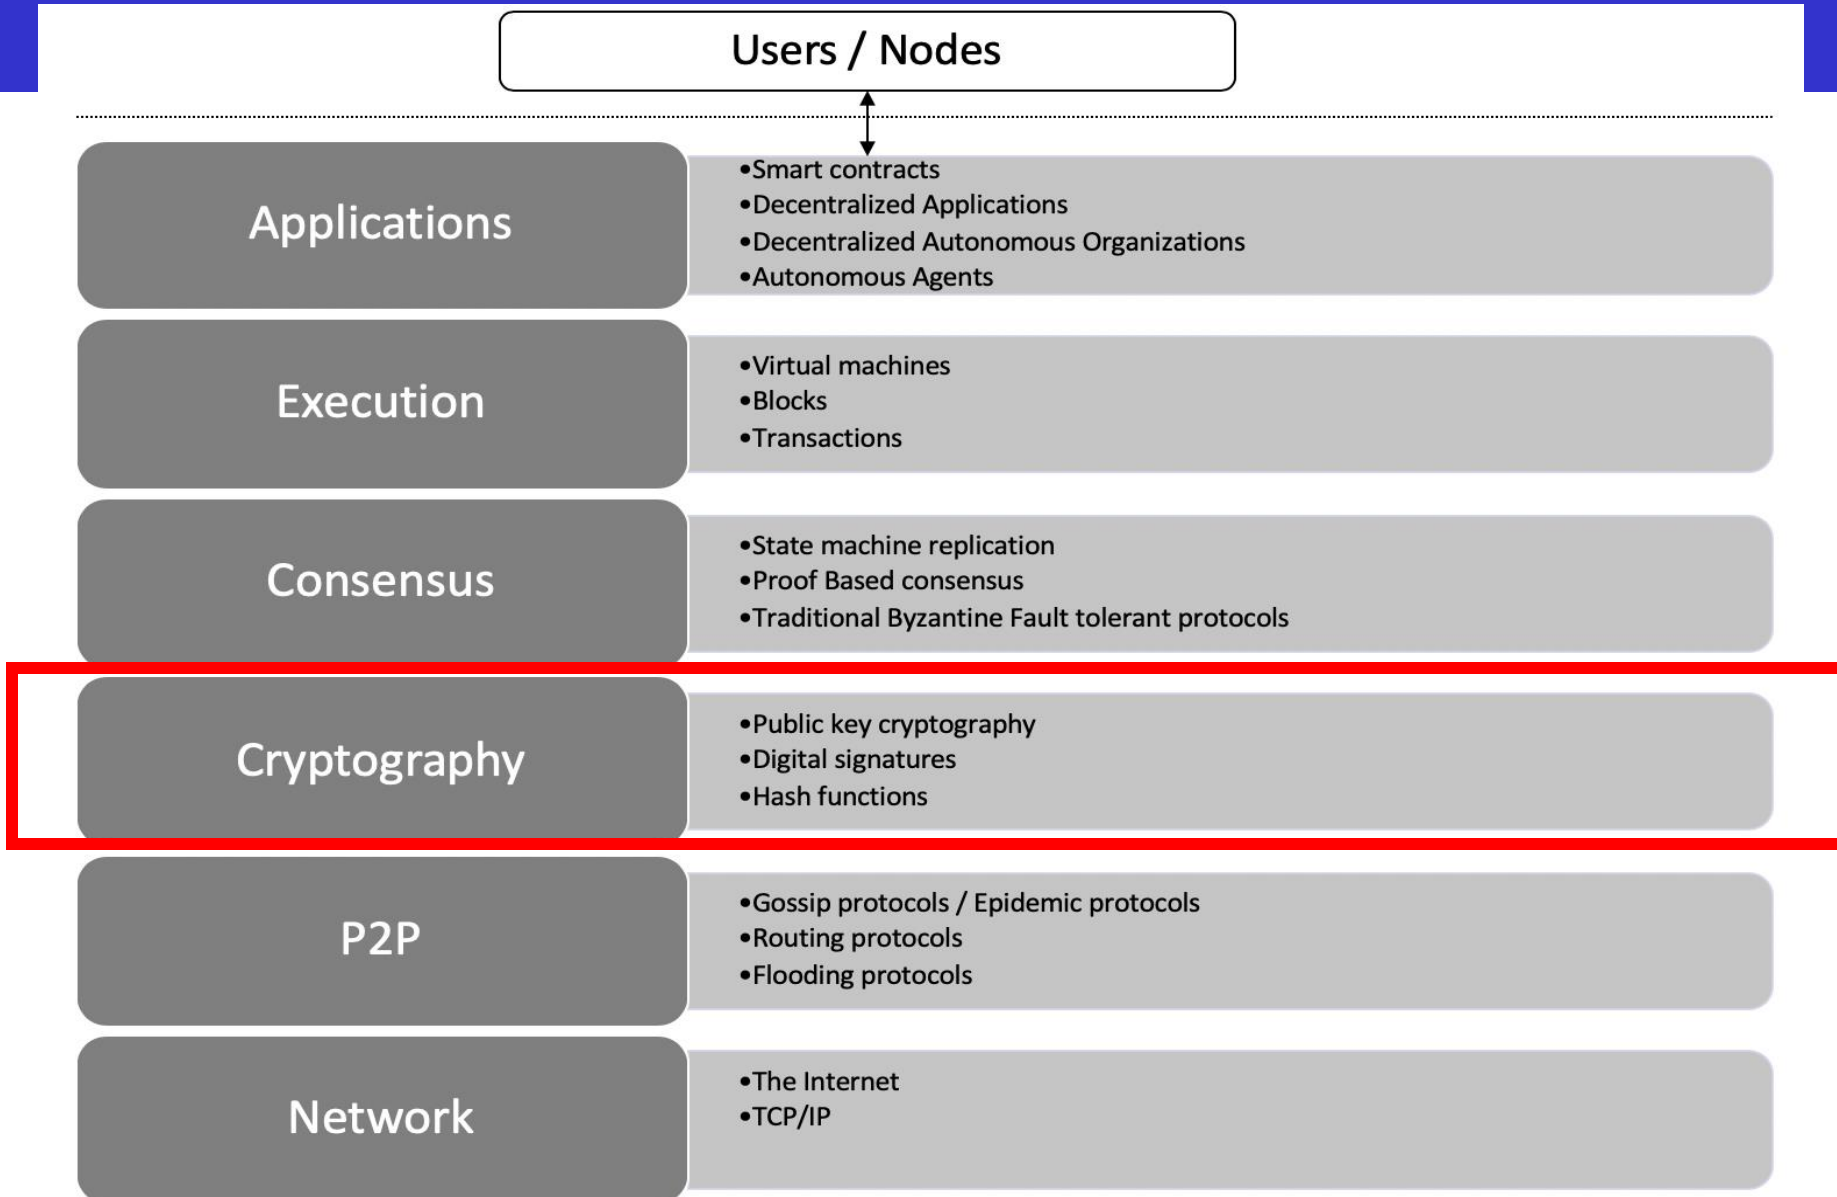 Users / Nodes
Applications
•Smart contracts
•Decentralized Applications
•Decentralized Autonomous Organizations
•Autonomous Agents
Execution
•Virtual machines
•Blocks
•Transactions
Consensus
•State machine replication
•Proof Based consensus
•Traditional Byzantine Fault tolerant protocols
Cryptography
•Public key cryptography
•Digital signatures
•Hash functions
P2P
•Gossip protocols / Epidemic protocols
•Routing protocols
•Flooding protocols
Network
•The Internet
•TCP/IP